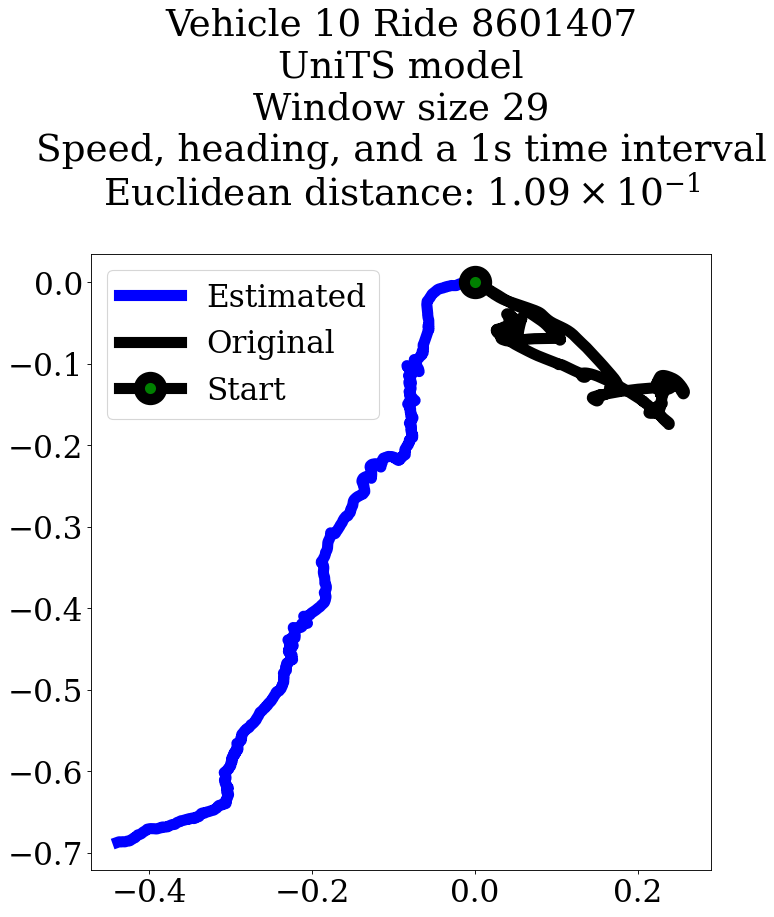 Vehicle 10 Ride 8601407
UniTS model
Window size 29
Speed, heading, and a 1s time interval
Euclidean distance: 1.09 × 10⁻¹
Estimated
Original
Start
0.0
−0.1
−0.2
−0.3
−0.4
−0.5
−0.6
−0.7
−0.4 −0.2 0.0 0.2